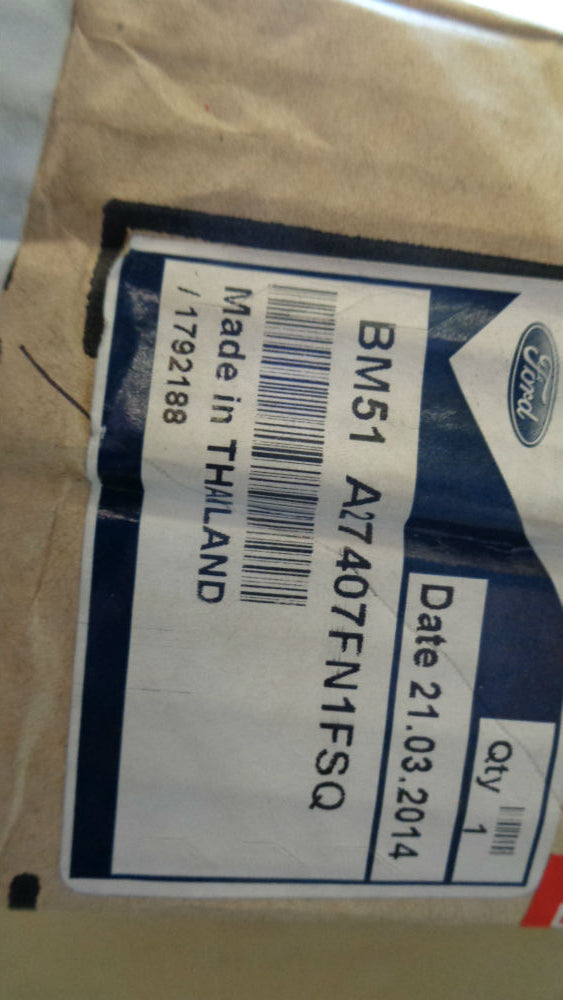 Ford
Qty 1
Date 21.03.2014
BM51 A27407FN1FSQ
Made in THAILAND
/ 1792188